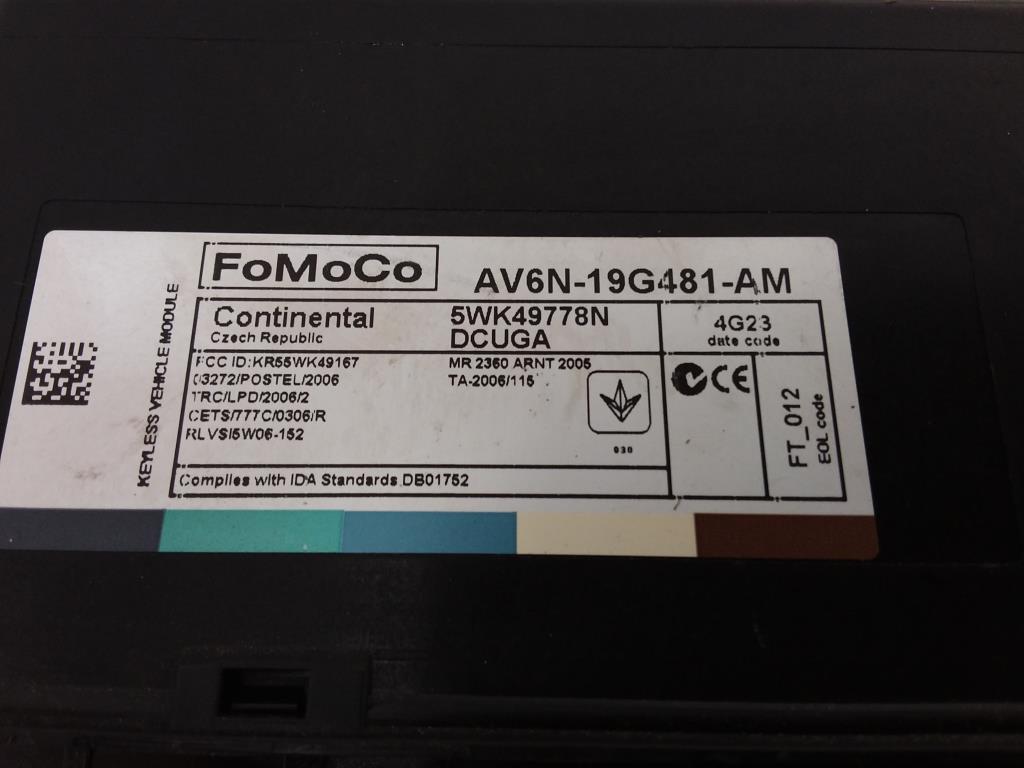 FoMoCo
AV6N-19G481-AM
KEYLESS VEHICLE MODULE
Continental
Czech Republic
5WK49778N
DCUGA
4G23
date code
FCC ID:KR55WK49167
03272/POSTEL/2006
TRC/LPD/2006/2
CETS/777C/0306/R
RLVSI5W06-152
MR 2360 ARNT 2005
TA-2006/115
030
CE
FT_012
EOL code
Complies with IDA Standards DB01752